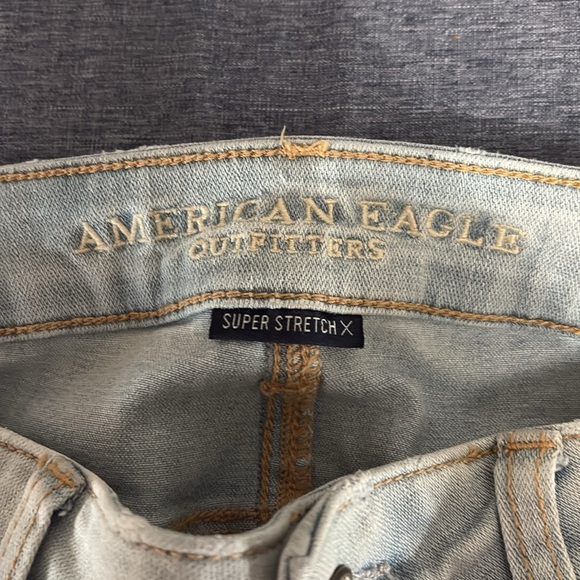 AMERICAN EAGLE
OUTFITTERS
SUPER STRETCH X